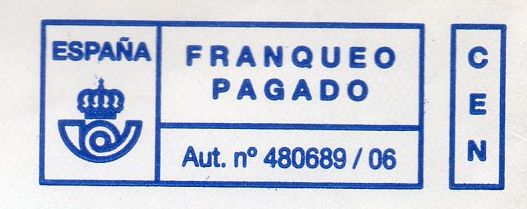 ESPAÑA
FRANQUEO
PAGADO
Aut. nº 480689 / 06
C
E
N